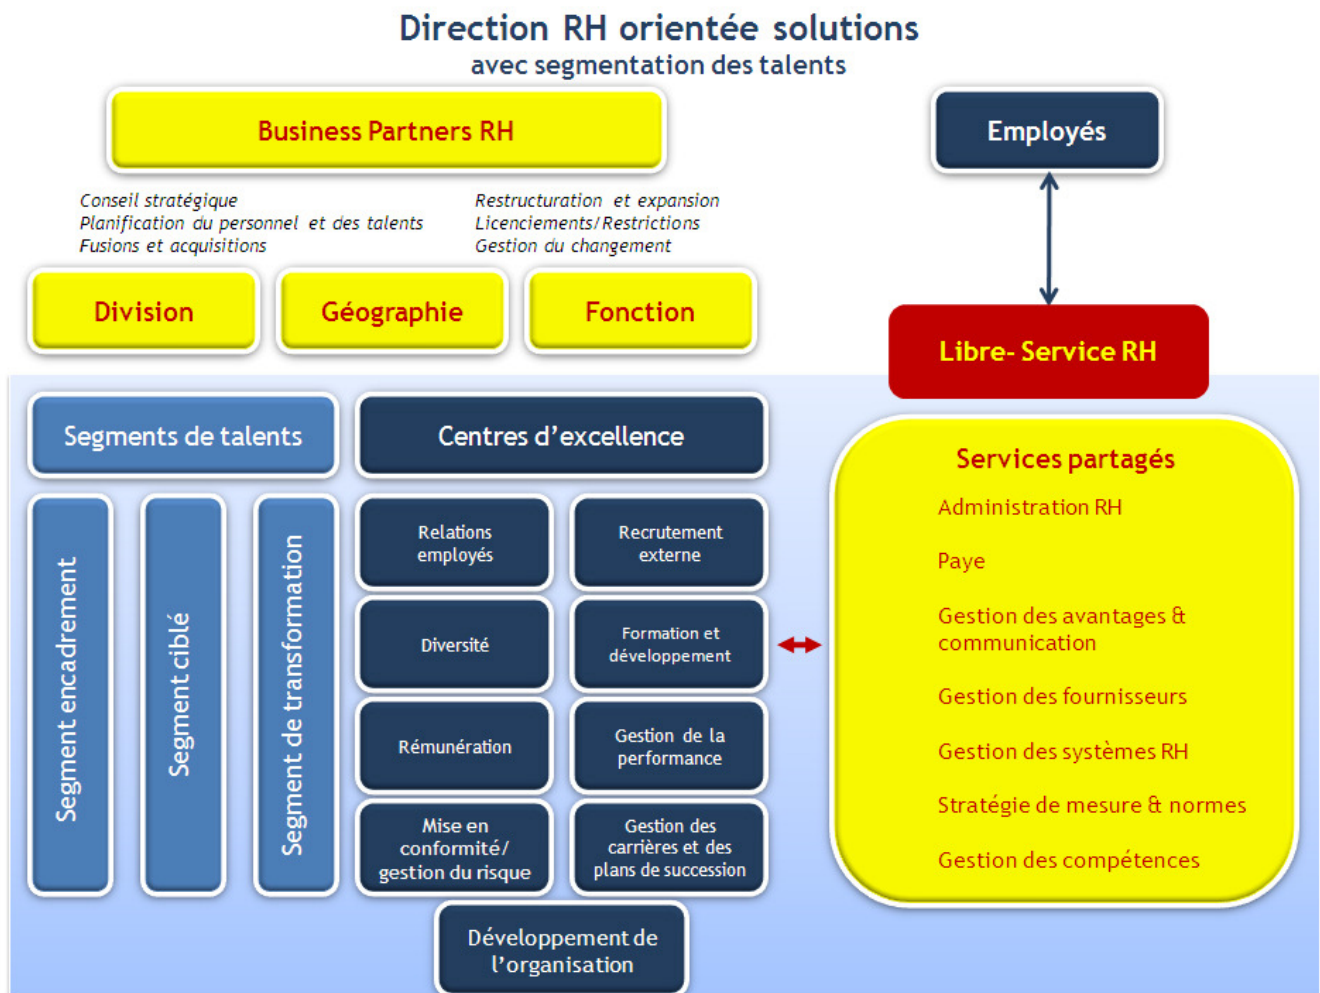 Direction RH orientée solutions
avec segmentation des talents
Business Partners RH
Employés
Conseil stratégique
Planification du personnel et des talents
Fusions et acquisitions
Restructuration et expansion
Licenciements/Restrictions
Gestion du changement
Division
Géographie
Fonction
Libre- Service RH
Segments de talents
Centres d'excellence
Segment encadrement
Segment ciblé
Segment de transformation
Relations
employés
Recrutement
externe
Diversité
Formation et
développement
Rémunération
Gestion de la
performance
Mise en
conformité/
gestion du risque
Gestion des
carrières et des
plans de succession
Développement de
l'organisation
Services partagés
Administration RH
Paye
Gestion des avantages &
communication
Gestion des fournisseurs
Gestion des systèmes RH
Stratégie de mesure & normes
Gestion des compétences